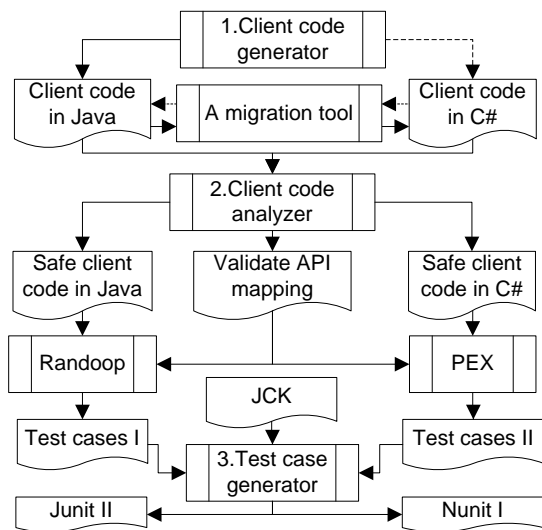 1.Client code
generator
Client code
in Java
A migration tool
Client code
in C#
2.Client code
analyzer
Safe client
code in Java
Validate API
mapping
Safe client
code in C#
Randoop
PEX
JCK
Test cases I
Test cases II
3.Test case
generator
Junit II
Nunit I